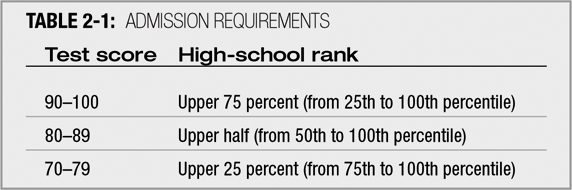 TABLE 2-1: ADMISSION REQUIREMENTS
Test score High-school rank
90–100 Upper 75 percent (from 25th to 100th percentile)
80–89 Upper half (from 50th to 100th percentile)
70–79 Upper 25 percent (from 75th to 100th percentile)